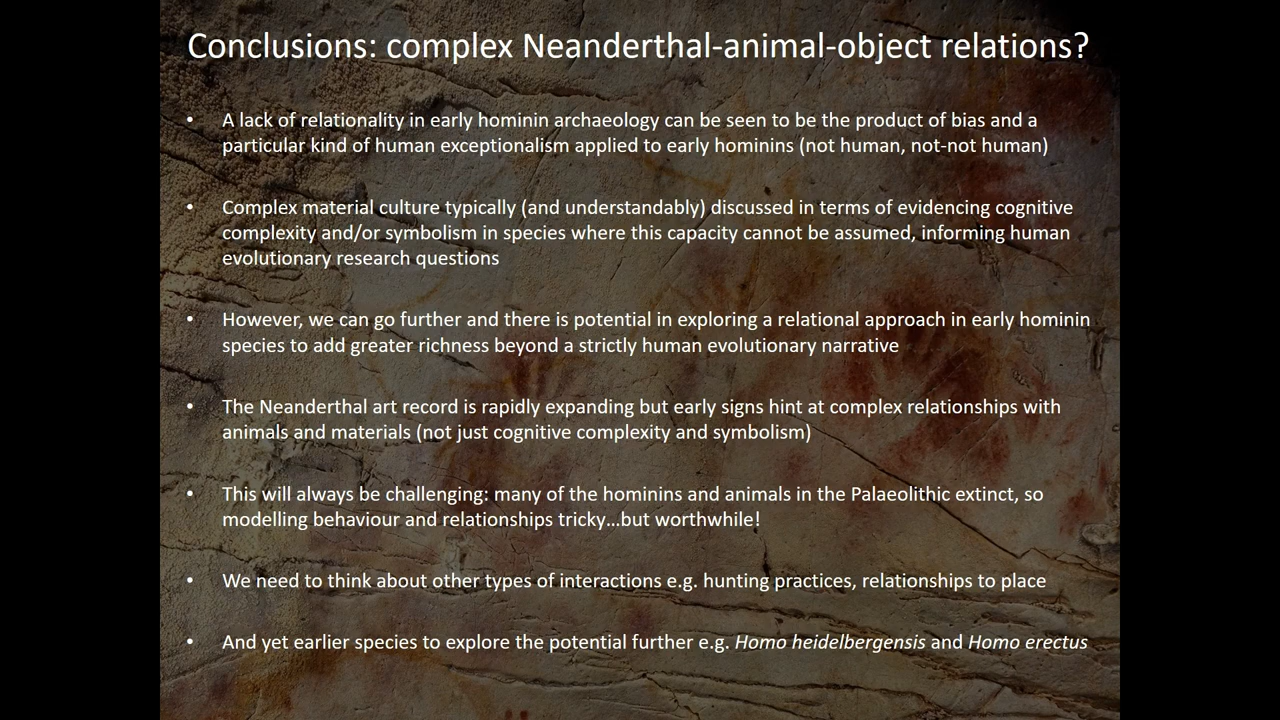 Conclusions: complex Neanderthal-animal-object relations?
• A lack of relationality in early hominin archaeology can be seen to be the product of bias and a
particular kind of human exceptionalism applied to early hominins (not human, not-not human)
• Complex material culture typically (and understandably) discussed in terms of evidencing cognitive
complexity and/or symbolism in species where this capacity cannot be assumed, informing human
evolutionary research questions
• However, we can go further and there is potential in exploring a relational approach in early hominin
species to add greater richness beyond a strictly human evolutionary narrative
• The Neanderthal art record is rapidly expanding but early signs hint at complex relationships with
animals and materials (not just cognitive complexity and symbolism)
• This will always be challenging: many of the hominins and animals in the Palaeolithic extinct, so
modelling behaviour and relationships tricky…but worthwhile!
• We need to think about other types of interactions e.g. hunting practices, relationships to place
• And yet earlier species to explore the potential further e.g. Homo heidelbergensis and Homo erectus